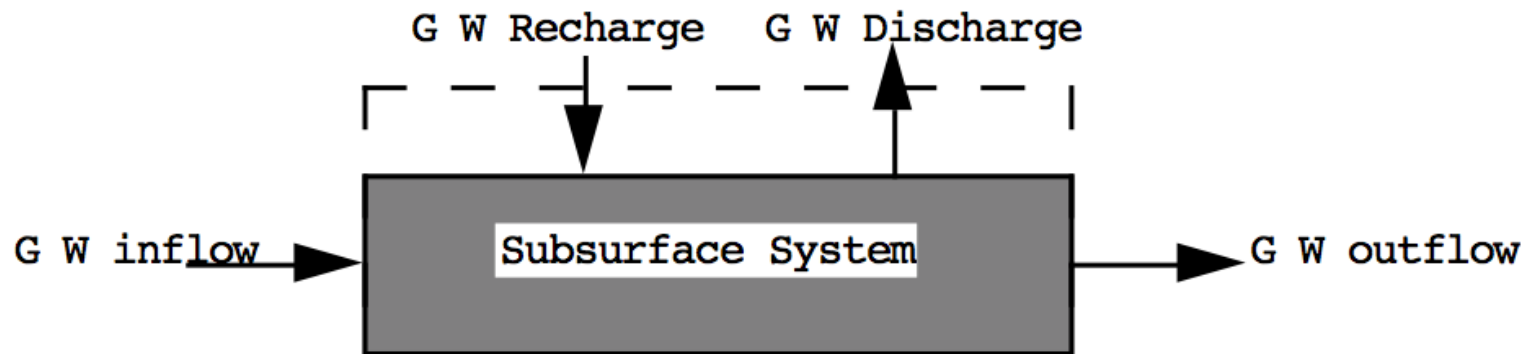 G W Recharge G W Discharge
G W inflow Subsurface System G W outflow